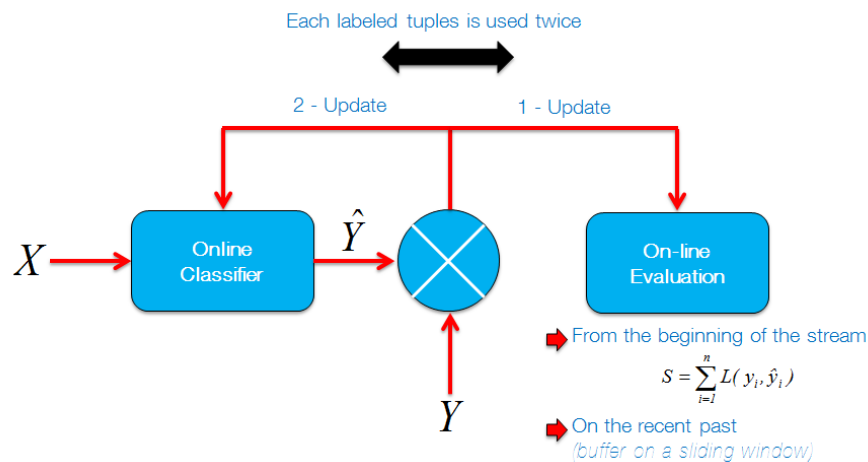 Each labeled tuples is used twice
2 - Update
1 - Update
X
Online
Classifier
Ŷ
On-line
Evaluation
Y
From the beginning of the stream
S = \sum_{i=1}^{n} L( y_i, ŷ_i )
On the recent past
(buffer on a sliding window)